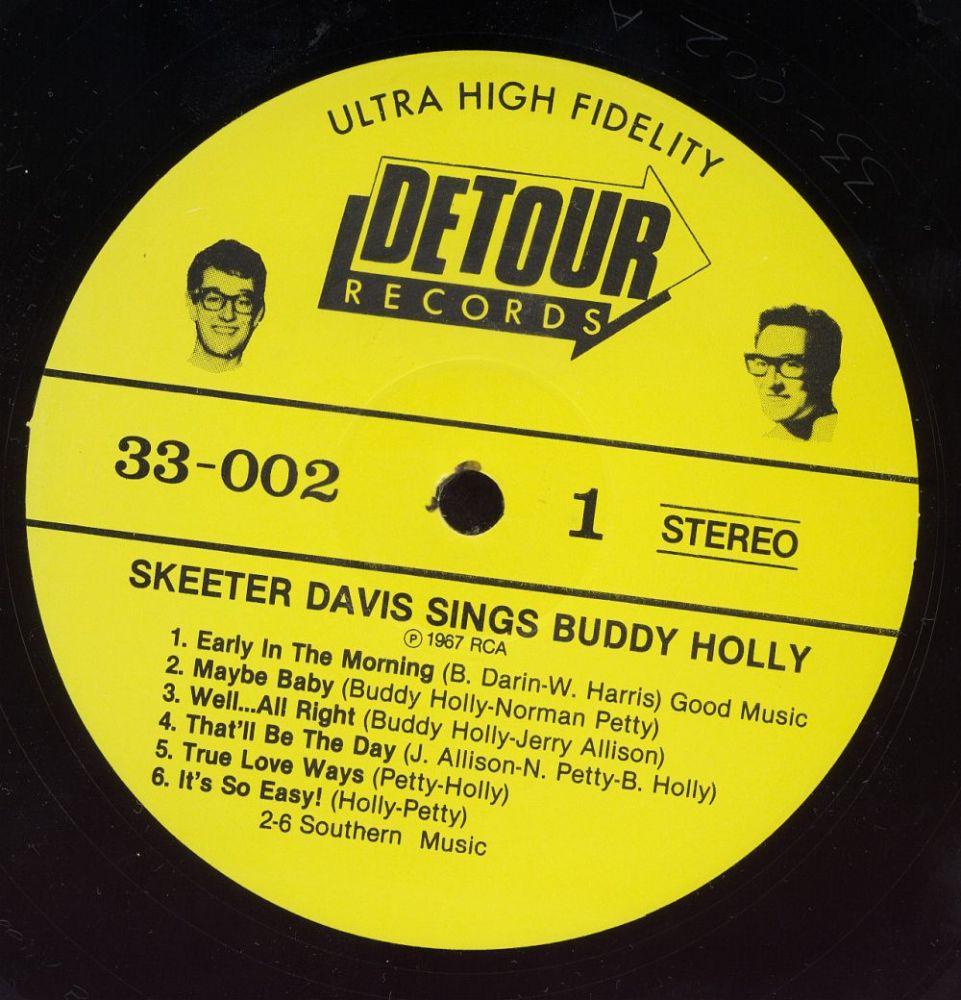 ULTRA HIGH FIDELITY
DETOUR
RECORDS
33-002
1
STEREO
SKEETER DAVIS SINGS BUDDY HOLLY
℗ 1967 RCA
1. Early In The Morning (B. Darin-W. Harris) Good Music
2. Maybe Baby (Buddy Holly-Norman Petty)
3. Well...All Right (Buddy Holly-Jerry Allison)
4. That'll Be The Day (J. Allison-N. Petty-B. Holly)
5. True Love Ways (Petty-Holly)
6. It's So Easy! (Holly-Petty)
2-6 Southern Music
33-002